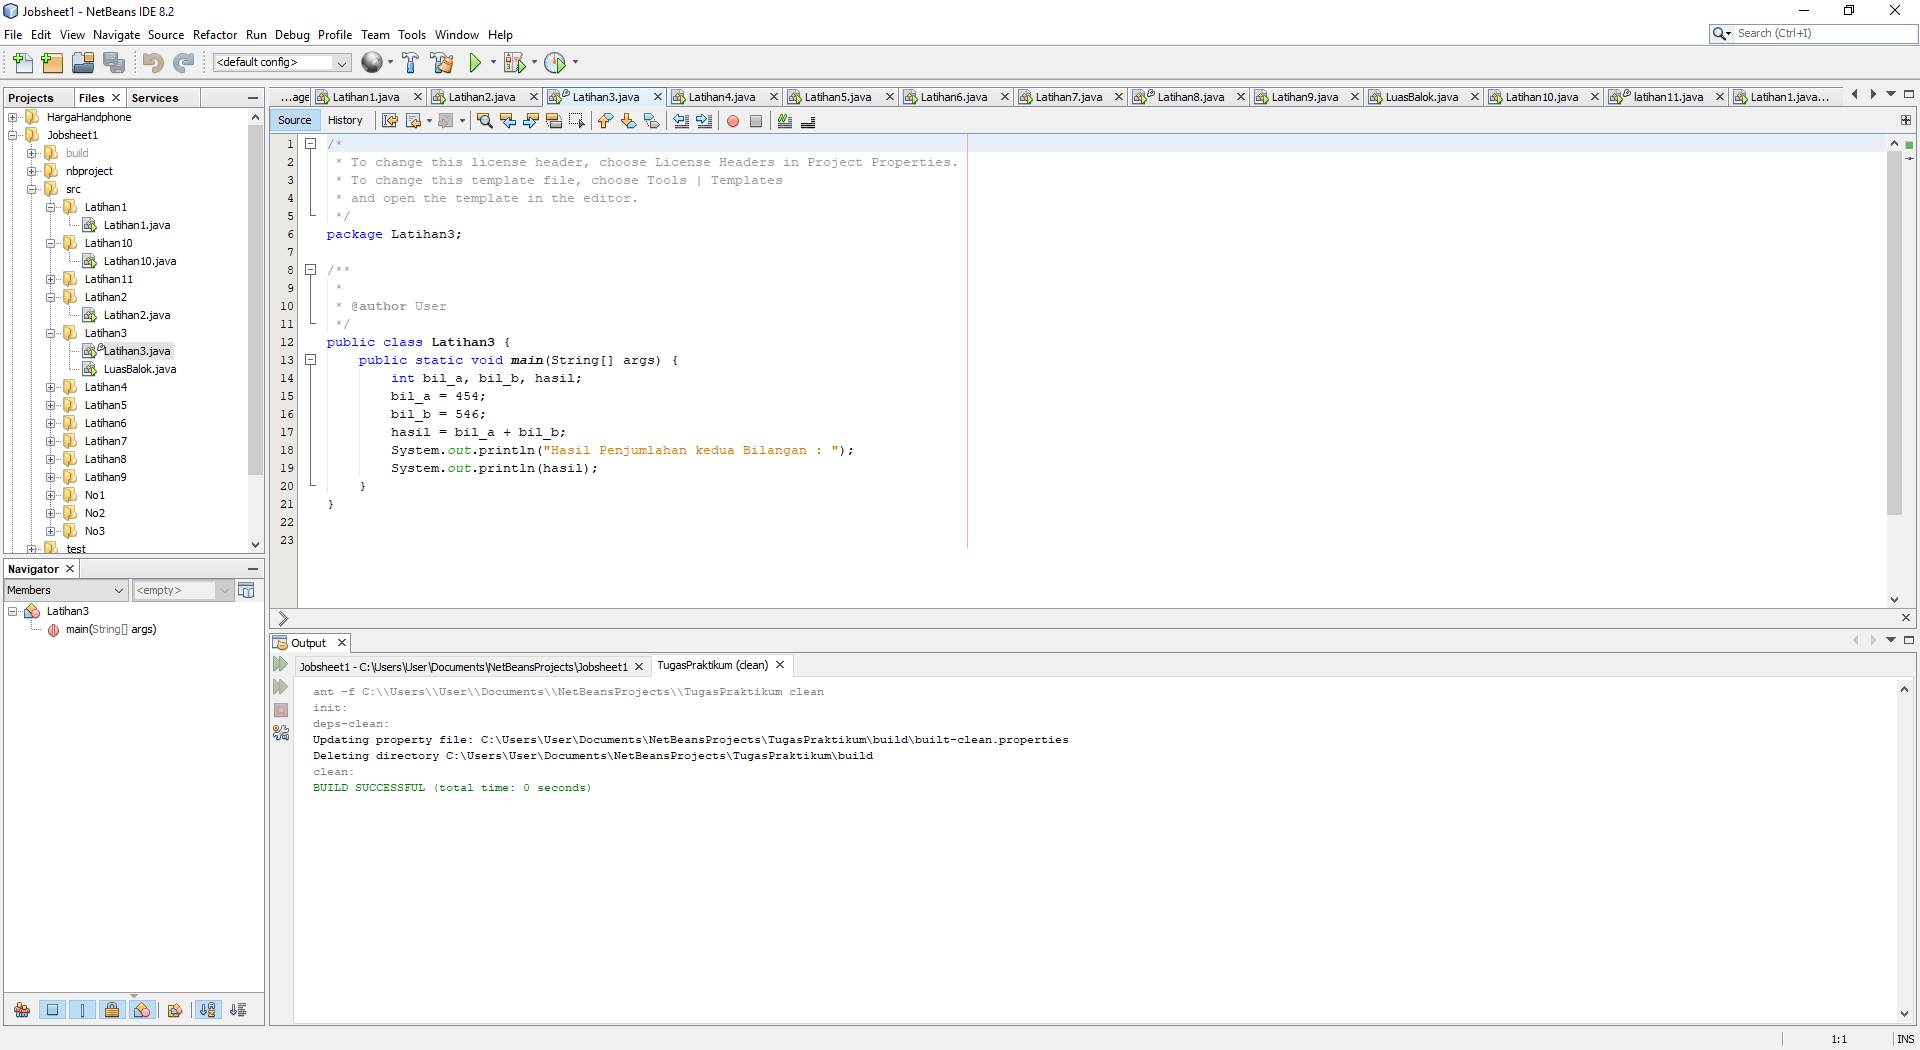 Jobsheet1 - NetBeans IDE 8.2
File Edit View Navigate Source Refactor Run Debug Profile Team Tools Window Help
Search (Ctrl+I)
<default config>
Projects Files Services
...age Latihan1.java Latihan2.java Latihan3.java Latihan4.java Latihan5.java Latihan6.java Latihan7.java Latihan8.java Latihan9.java LuasBalok.java Latihan10.java latihan11.java Latihan1.java...
HargaHandphone
Jobsheet1
build
nbproject
src
Latihan1
Latihan1.java
Latihan10
Latihan10.java
Latihan11
Latihan2
Latihan2.java
Latihan3
Latihan3.java
LuasBalok.java
Latihan4
Latihan5
Latihan6
Latihan7
Latihan8
Latihan9
No1
No2
No3
test
Source History
1 /*
2 * To change this license header, choose License Headers in Project Properties.
3 * To change this template file, choose Tools | Templates
4 * and open the template in the editor.
5 */
6 package Latihan3;
7
8 /**
9 *
10 * @author User
11 */
12 public class Latihan3 {
13 public static void main(String[] args) {
14 int bil_a, bil_b, hasil;
15 bil_a = 454;
16 bil_b = 546;
17 hasil = bil_a + bil_b;
18 System.out.println("Hasil Penjumlahan kedua Bilangan : ");
19 System.out.println(hasil);
20 }
21 }
22
23
Navigator
Members <empty>
Latihan3
main(String[] args)
Output
Jobsheet1 - C:\Users\User\Documents\NetBeansProjects\Jobsheet1 TugasPraktikum (clean)
ant -f C:\\Users\\User\\Documents\\NetBeansProjects\\TugasPraktikum clean
init:
deps-clean:
Updating property file: C:\Users\User\Documents\NetBeansProjects\TugasPraktikum\build\built-clean.properties
Deleting directory C:\Users\User\Documents\NetBeansProjects\TugasPraktikum\build
clean:
BUILD SUCCESSFUL (total time: 0 seconds)
1:1 INS